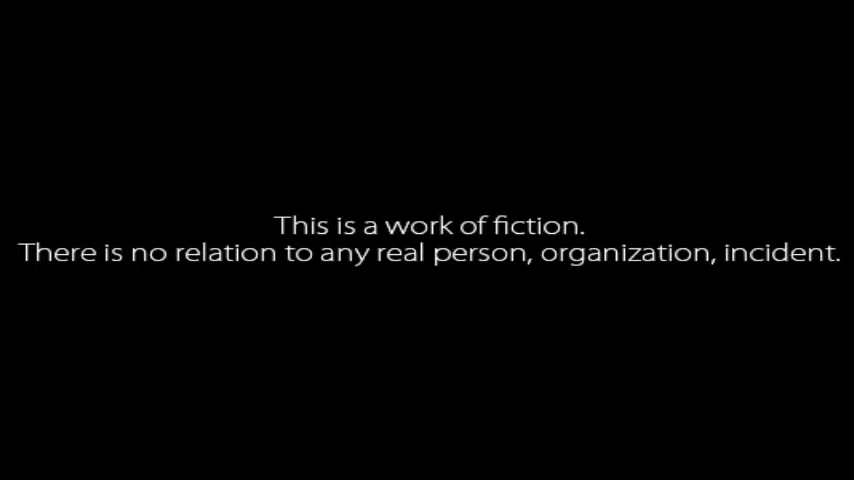 This is a work of fiction.
There is no relation to any real person, organization, incident.